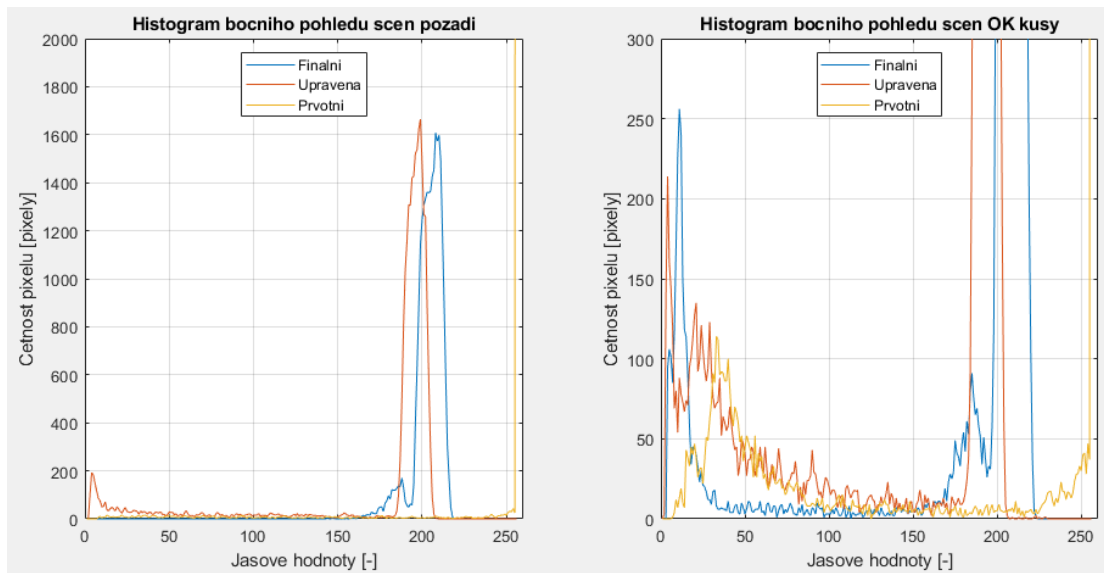 Histogram bocniho pohledu scen pozadi
2000
1800
1600
1400
1200
1000
800
600
400
200
0
0
50
100
150
200
250
Cetnost pixelu [pixely]
Jasove hodnoty [-]
Finalni
Upravena
Prvotni
Histogram bocniho pohledu scen OK kusy
300
250
200
150
100
50
0
0
50
100
150
200
250
Cetnost pixelu [pixely]
Jasove hodnoty [-]
Finalni
Upravena
Prvotni